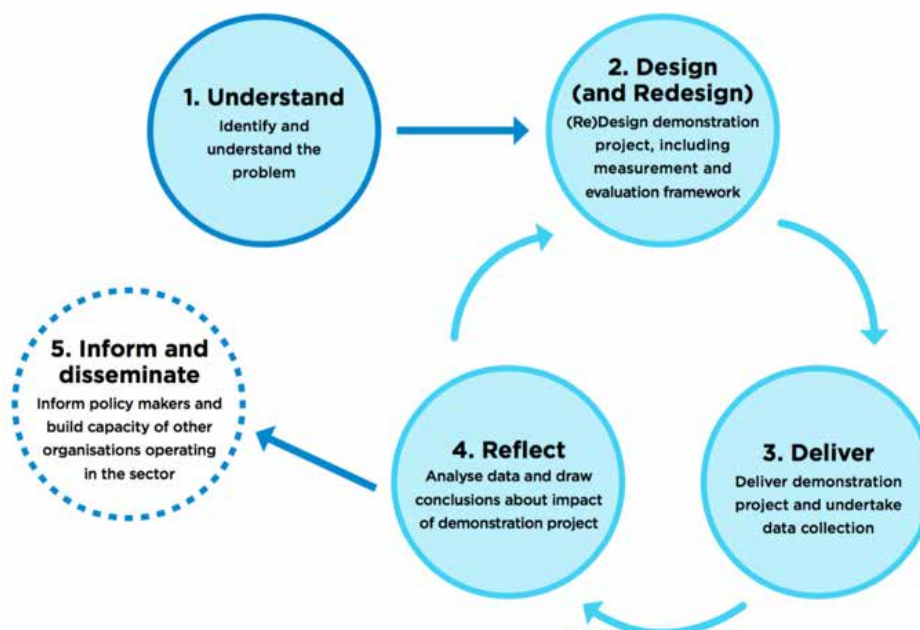 1. Understand
Identify and
understand the
problem
2. Design
(and Redesign)
(Re)Design demonstration
project, including
measurement and
evaluation framework
3. Deliver
Deliver demonstration
project and undertake
data collection
4. Reflect
Analyse data and draw
conclusions about impact
of demonstration project
5. Inform and
disseminate
Inform policy makers and
build capacity of other
organisations operating
in the sector